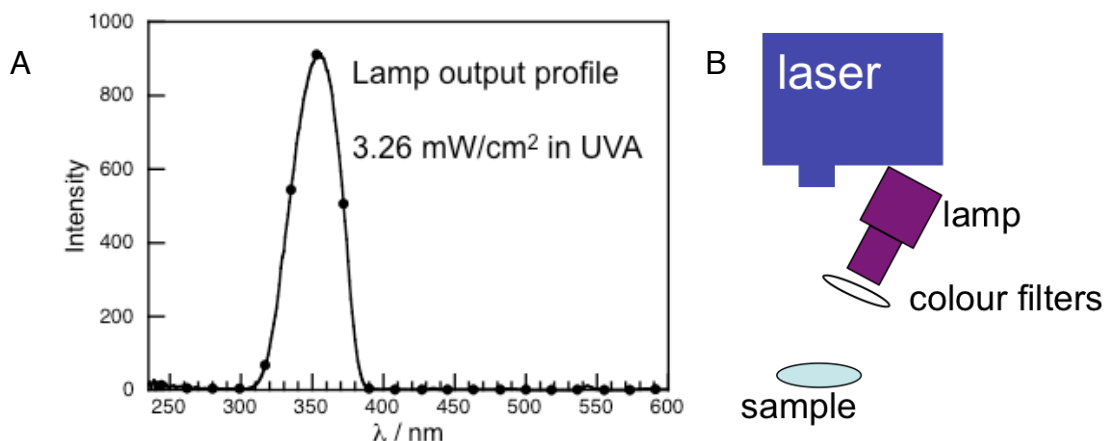 A
1000
800
600
400
200
0
Intensity
Lamp output profile
3.26 mW/cm² in UVA
250 300 350 400 450 500 550 600
λ / nm
B
laser
lamp
colour filters
sample